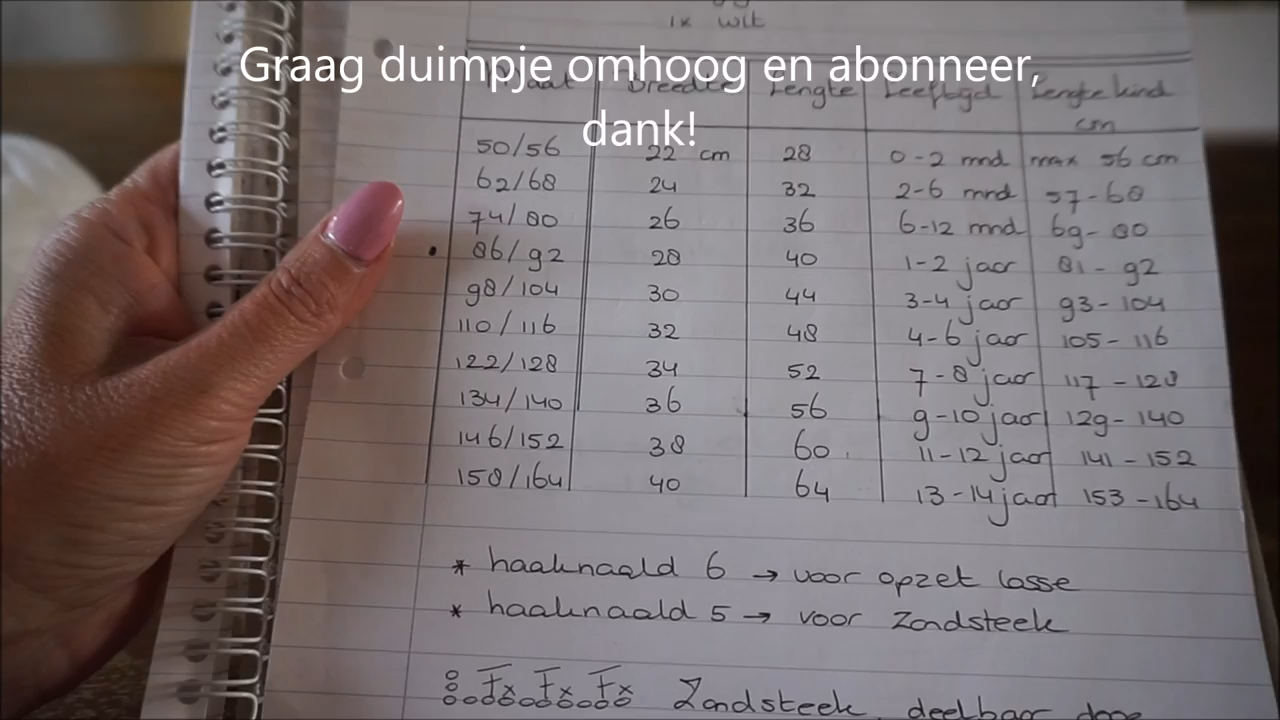 1x wit
Graag duimpje omhoog en abonneer,
dank!
Maat Breedte Lengte Leeftijd Lengte kind
cm
50/56 22 cm 28 0-2 mnd max 56 cm
62/68 24 32 2-6 mnd 57-68
74/80 26 36 6-12 mnd 69-80
• 86/92 28 40 1-2 jaar 81-92
98/104 30 44 3-4 jaar 93-104
110/116 32 48 4-6 jaar 105-116
122/128 34 52 7-8 jaar 117-128
134/140 36 56 9-10 jaar 129-140
146/152 38 60 11-12 jaar 141-152
158/164 40 64 13-14 jaar 153-164
* haaknaald 6 → voor opzet losse
* haaknaald 5 → voor Zandsteek
Zandsteek, deelbaar door